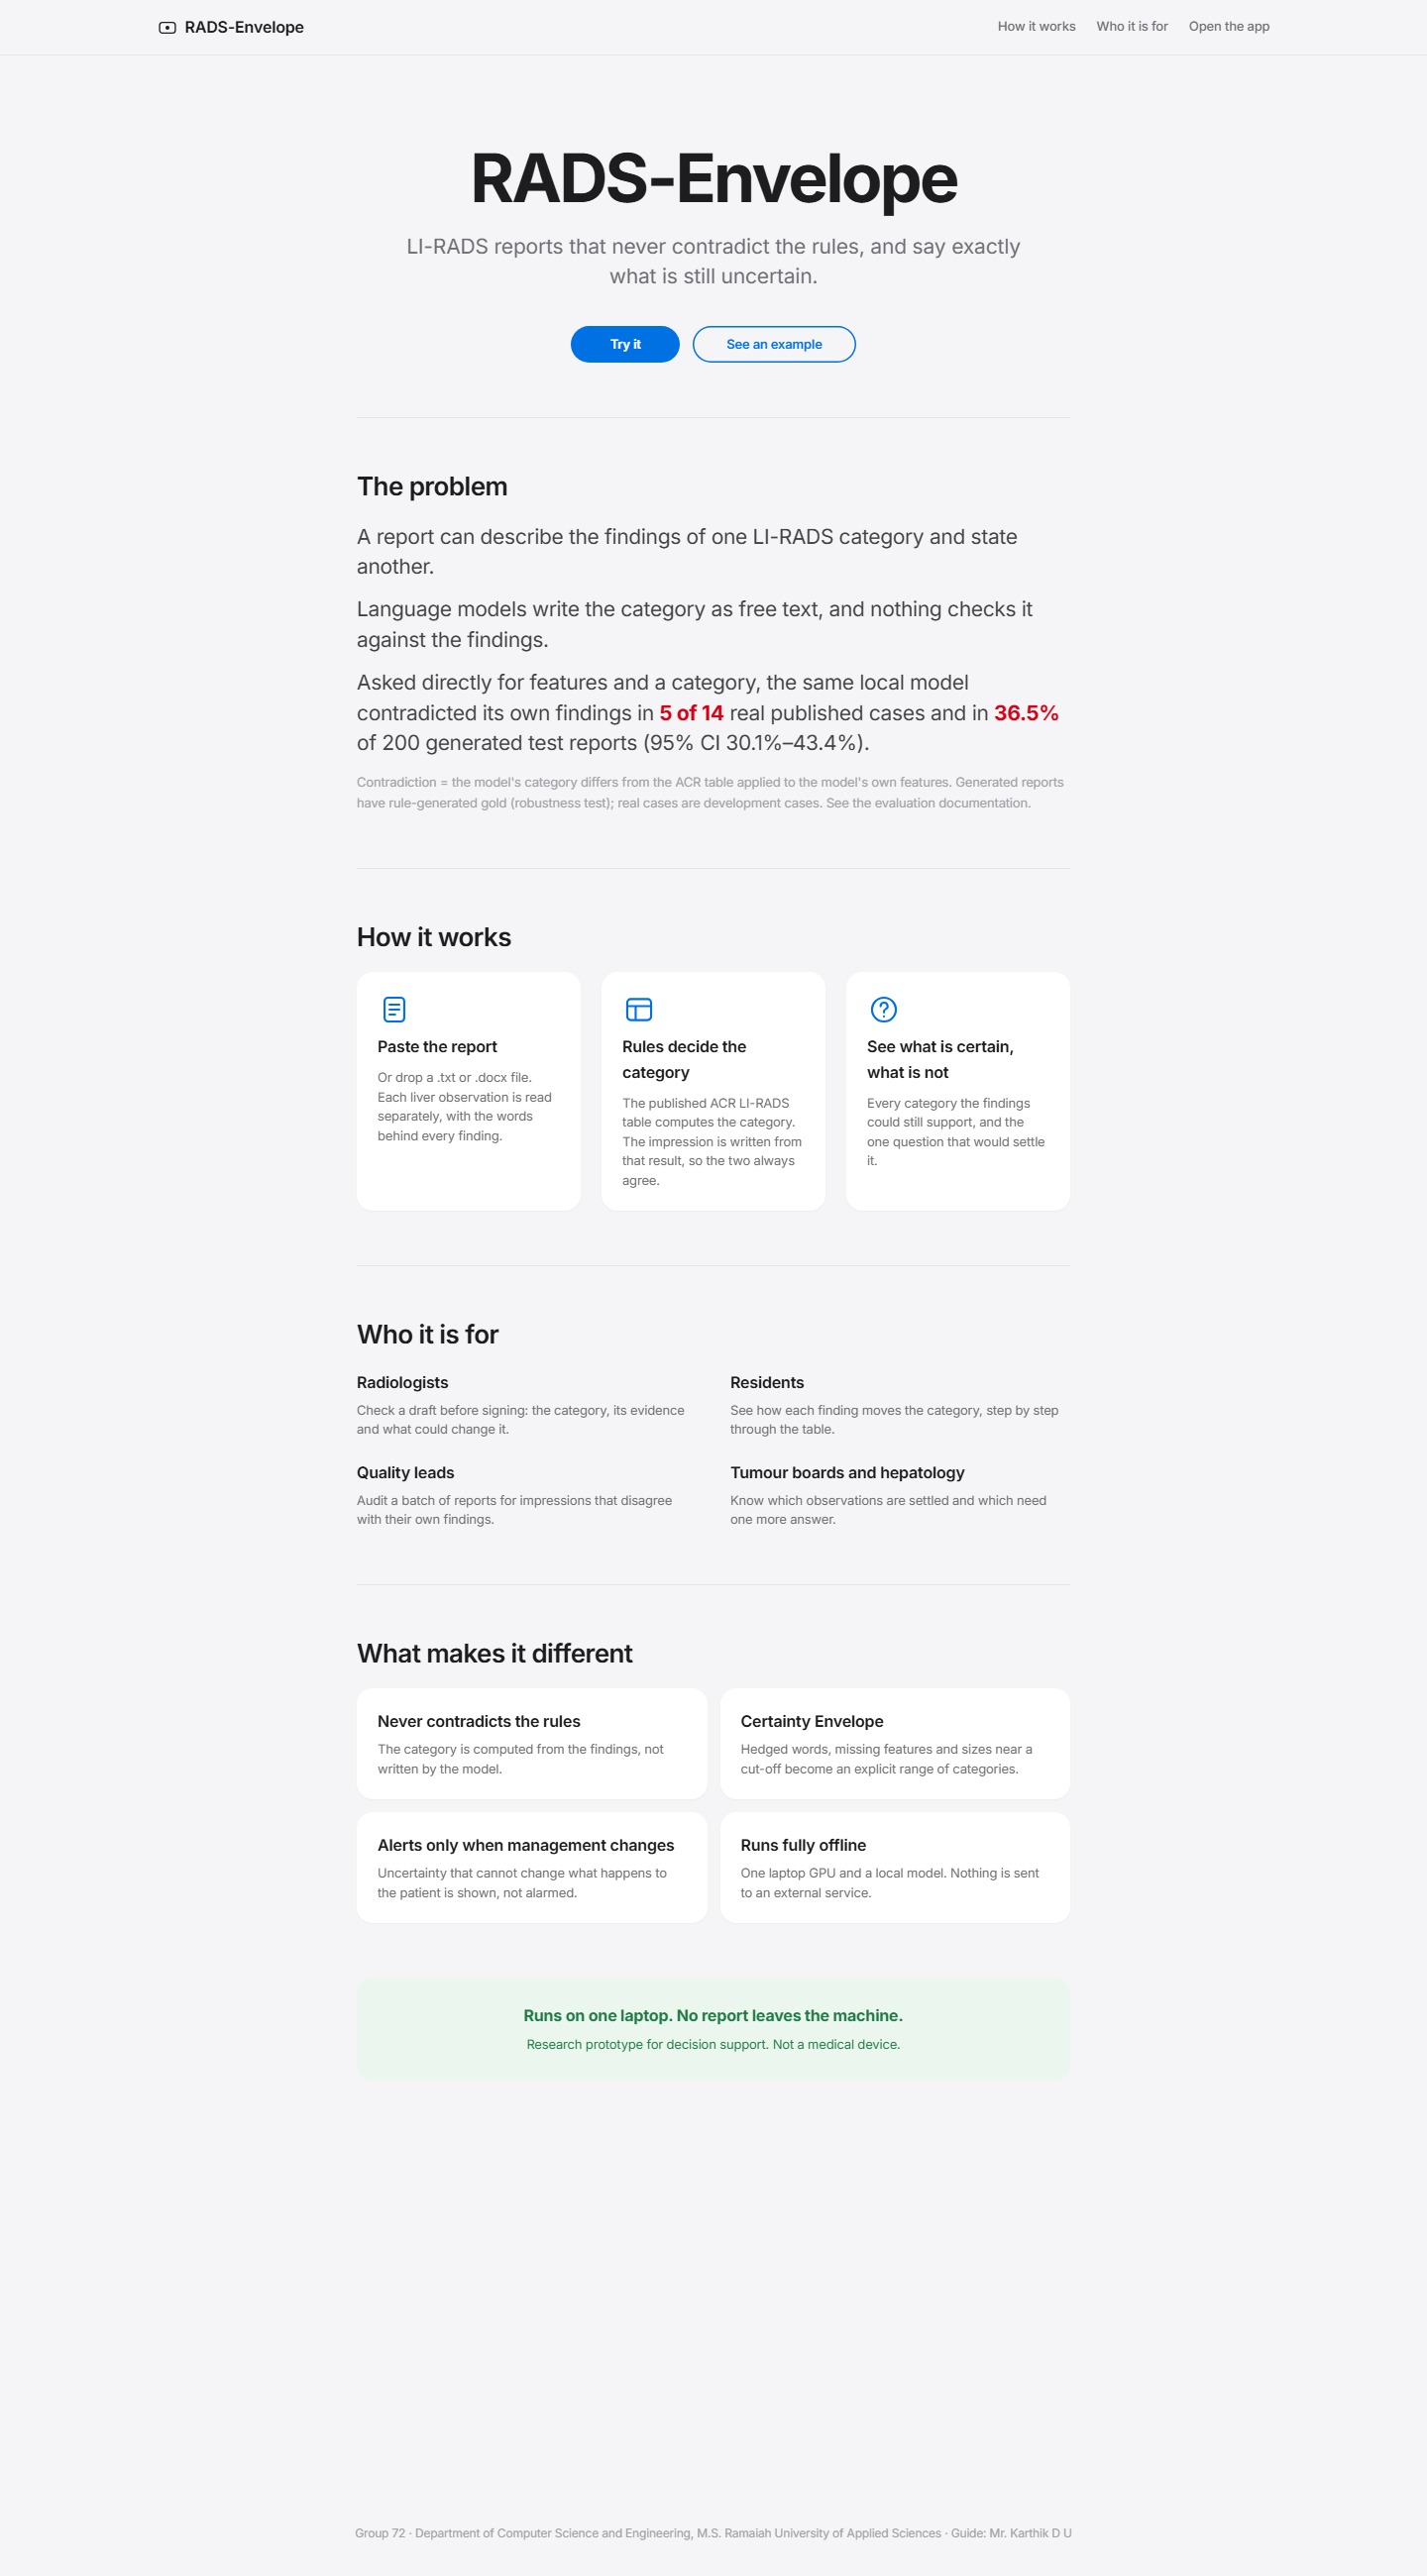 RADS-Envelope
How it works
Who it is for
Open the app
RADS-Envelope
LI-RADS reports that never contradict the rules, and say exactly
what is still uncertain.
Try it
See an example
The problem
A report can describe the findings of one LI-RADS category and state
another.
Language models write the category as free text, and nothing checks it
against the findings.
Asked directly for features and a category, the same local model
contradicted its own findings in 5 of 14 real published cases and in 36.5%
of 200 generated test reports (95% CI 30.1%–43.4%).
Contradiction = the model's category differs from the ACR table applied to the model's own features. Generated reports
have rule-generated gold (robustness test); real cases are development cases. See the evaluation documentation.
How it works
Paste the report
Or drop a .txt or .docx file.
Each liver observation is read
separately, with the words
behind every finding.
Rules decide the
category
The published ACR LI-RADS
table computes the category.
The impression is written from
that result, so the two always
agree.
See what is certain,
what is not
Every category the findings
could still support, and the
one question that would settle
it.
Who it is for
Radiologists
Check a draft before signing: the category, its evidence
and what could change it.
Residents
See how each finding moves the category, step by step
through the table.
Quality leads
Audit a batch of reports for impressions that disagree
with their own findings.
Tumour boards and hepatology
Know which observations are settled and which need
one more answer.
What makes it different
Never contradicts the rules
The category is computed from the findings, not
written by the model.
Certainty Envelope
Hedged words, missing features and sizes near a
cut-off become an explicit range of categories.
Alerts only when management changes
Uncertainty that cannot change what happens to
the patient is shown, not alarmed.
Runs fully offline
One laptop GPU and a local model. Nothing is sent
to an external service.
Runs on one laptop. No report leaves the machine.
Research prototype for decision support. Not a medical device.
Group 72 · Department of Computer Science and Engineering, M.S. Ramaiah University of Applied Sciences · Guide: Mr. Karthik D U